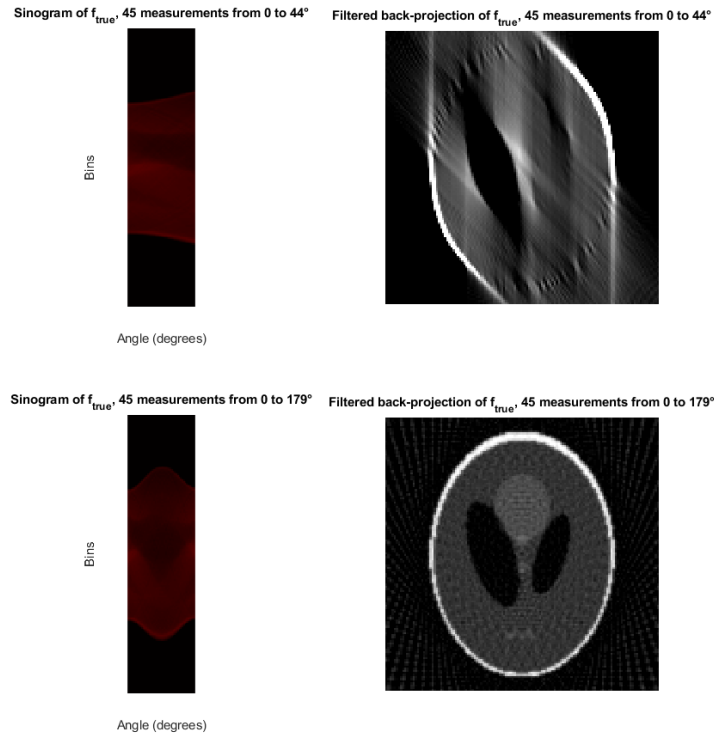 Sinogram of f_true, 45 measurements from 0 to 44°
Filtered back-projection of f_true, 45 measurements from 0 to 44°
Bins
Angle (degrees)
Sinogram of f_true, 45 measurements from 0 to 179°
Filtered back-projection of f_true, 45 measurements from 0 to 179°
Bins
Angle (degrees)